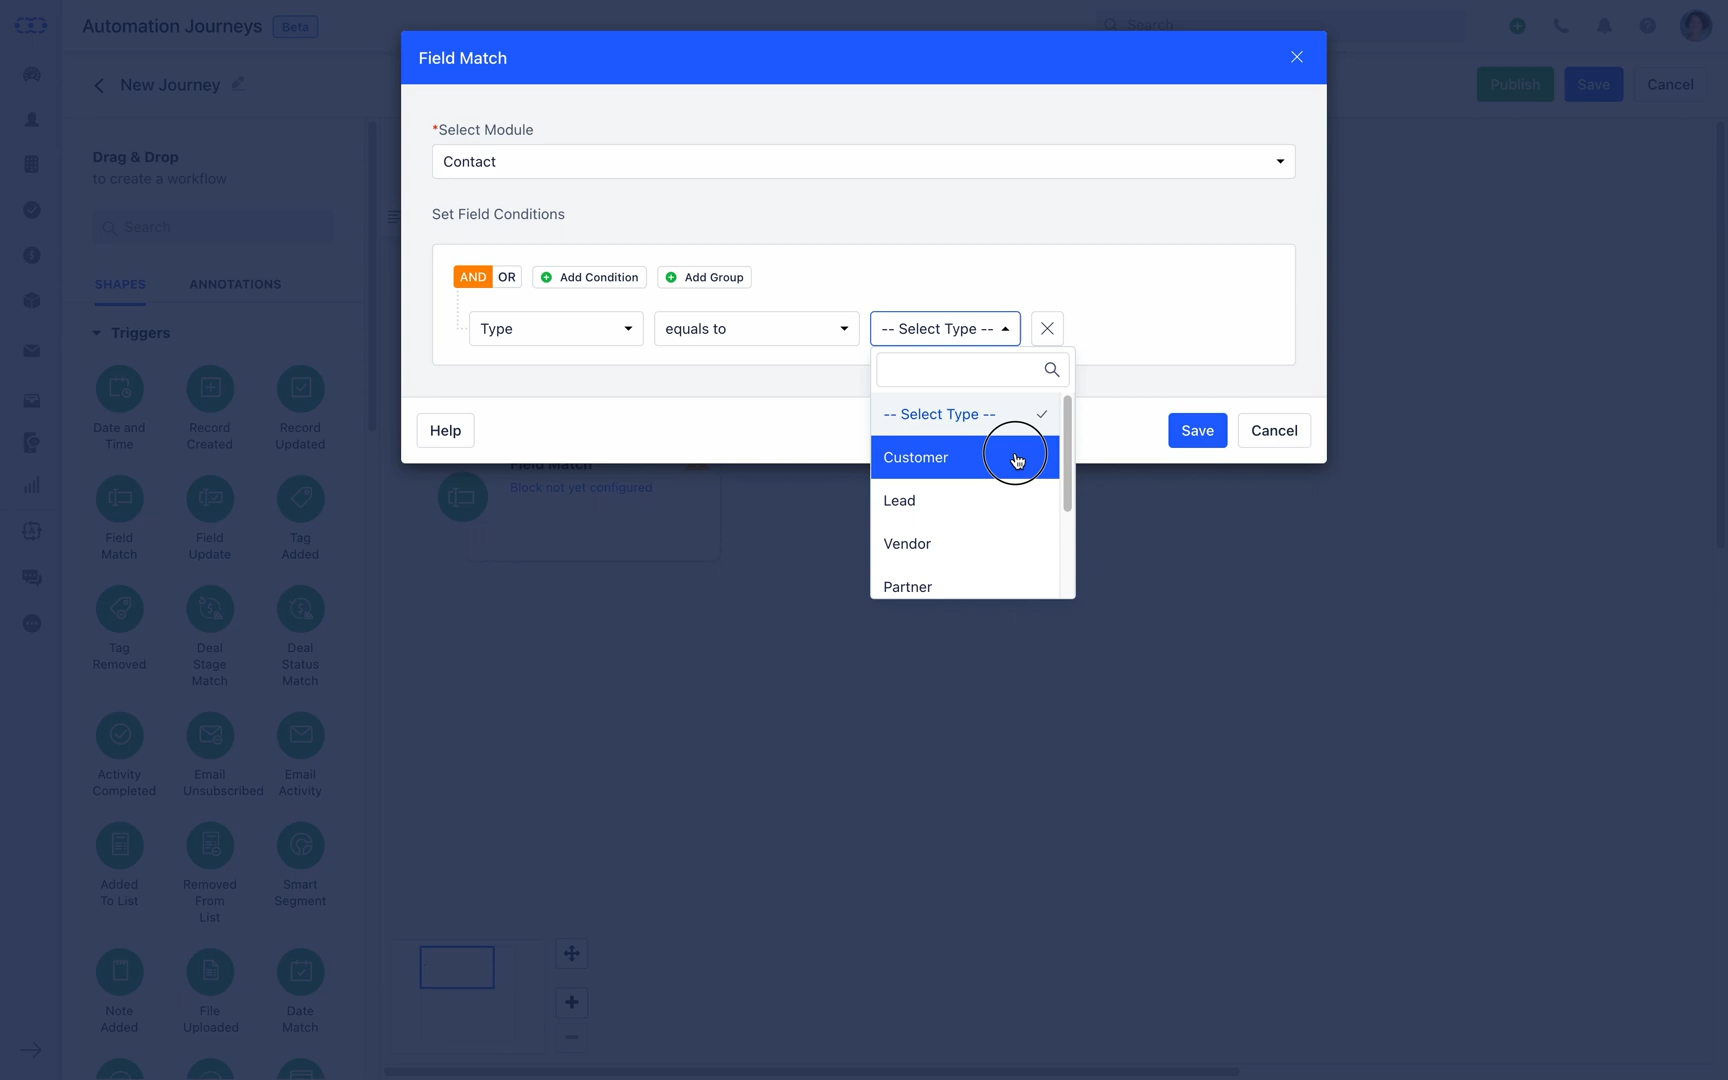 Automation Journeys
Beta
Search
New Journey
Publish
Save
Cancel
Drag & Drop
to create a workflow
Search
SHAPES
ANNOTATIONS
Triggers
Date and
Time
Record
Created
Record
Updated
Field
Match
Field
Update
Tag
Added
Tag
Removed
Deal
Stage
Match
Deal
Status
Match
Activity
Completed
Email
Unsubscribed
Email
Activity
Added
To List
Removed
From
List
Smart
Segment
Note
Added
File
Uploaded
Date
Match
Field Match
*Select Module
Contact
Set Field Conditions
AND
OR
Add Condition
Add Group
Type
equals to
-- Select Type --
-- Select Type --
Customer
Lead
Vendor
Partner
Help
Save
Cancel
Field Match
Block not yet configured